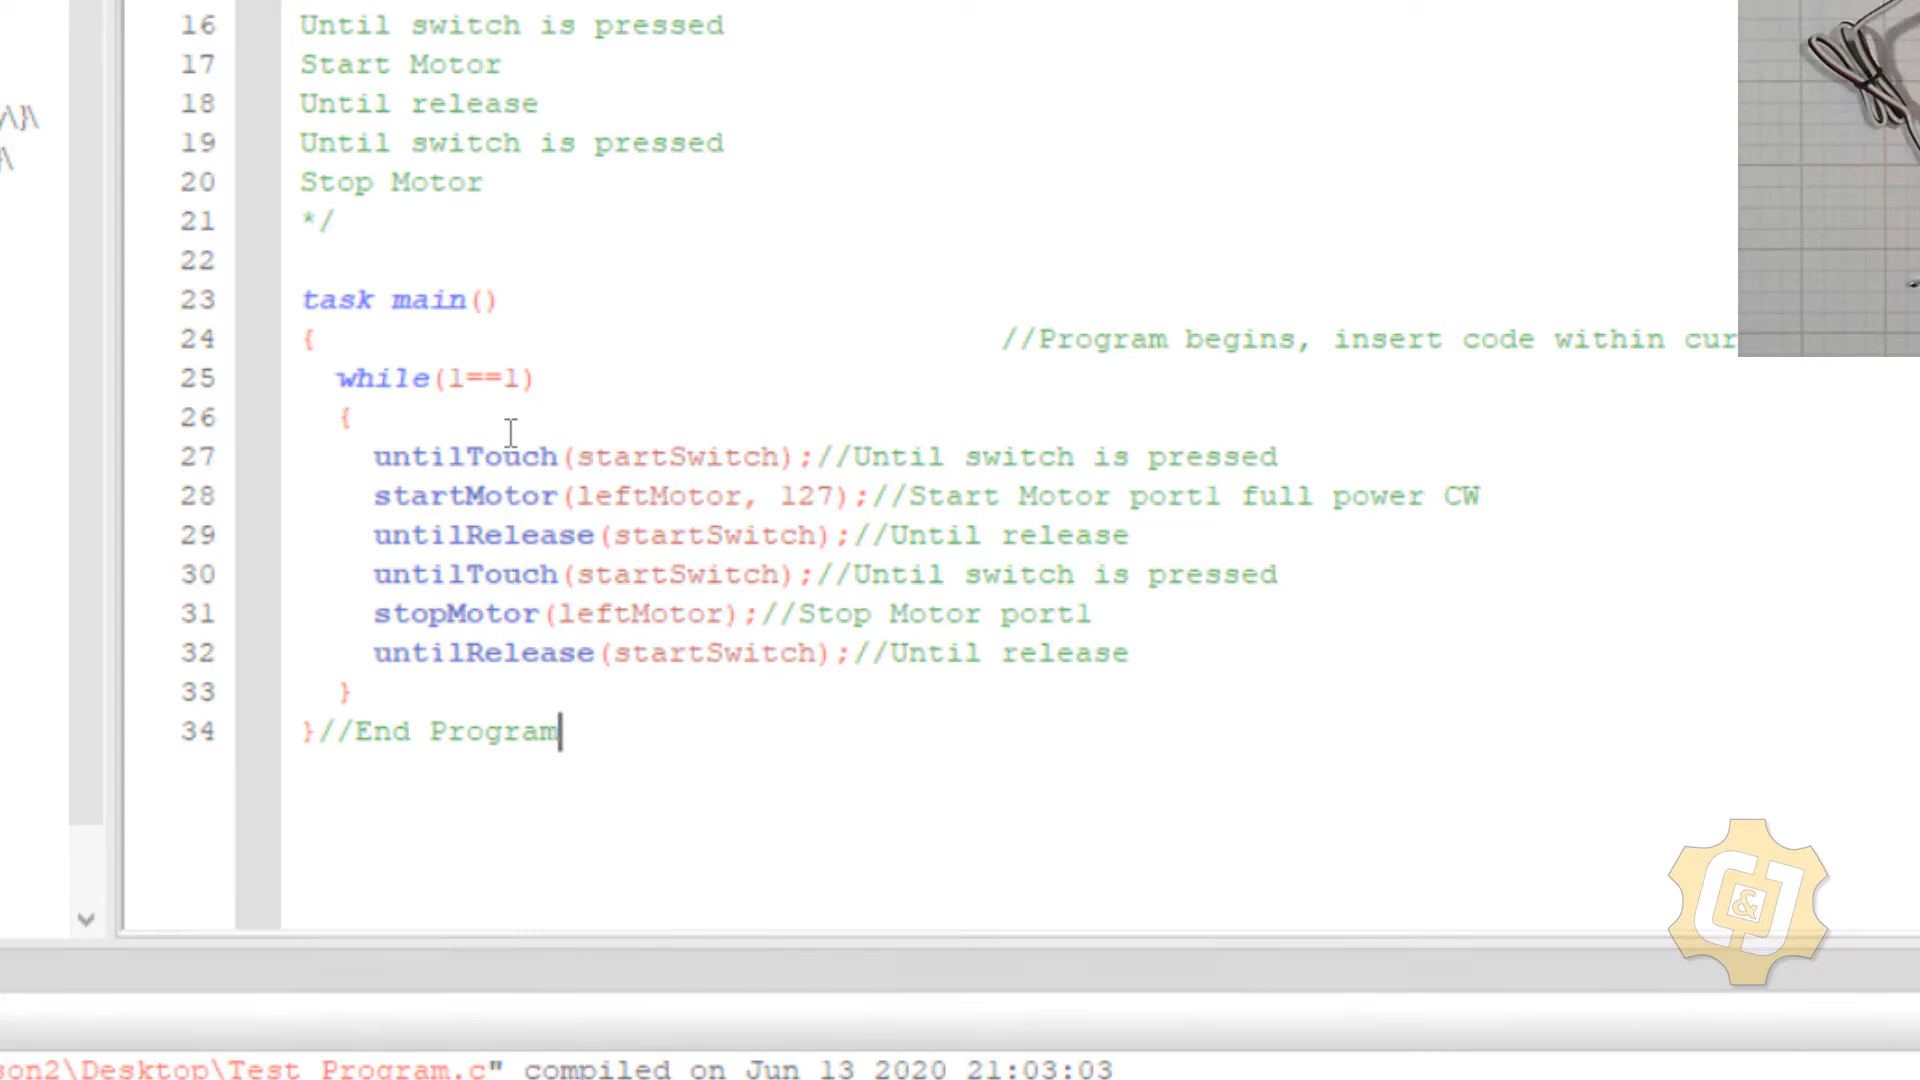 16 Until switch is pressed
17 Start Motor
18 Until release
19 Until switch is pressed
20 Stop Motor
21 */
22
23 task main()
24 { //Program begins, insert code within cur
25 while(1==1)
26 {
27 untilTouch(startSwitch);//Until switch is pressed
28 startMotor(leftMotor, 127);//Start Motor port1 full power CW
29 untilRelease(startSwitch);//Until release
30 untilTouch(startSwitch);//Until switch is pressed
31 stopMotor(leftMotor);//Stop Motor port1
32 untilRelease(startSwitch);//Until release
33 }
34 }//End Program
C&J
son2\Desktop\Test Program.c" compiled on Jun 13 2020 21:03:03